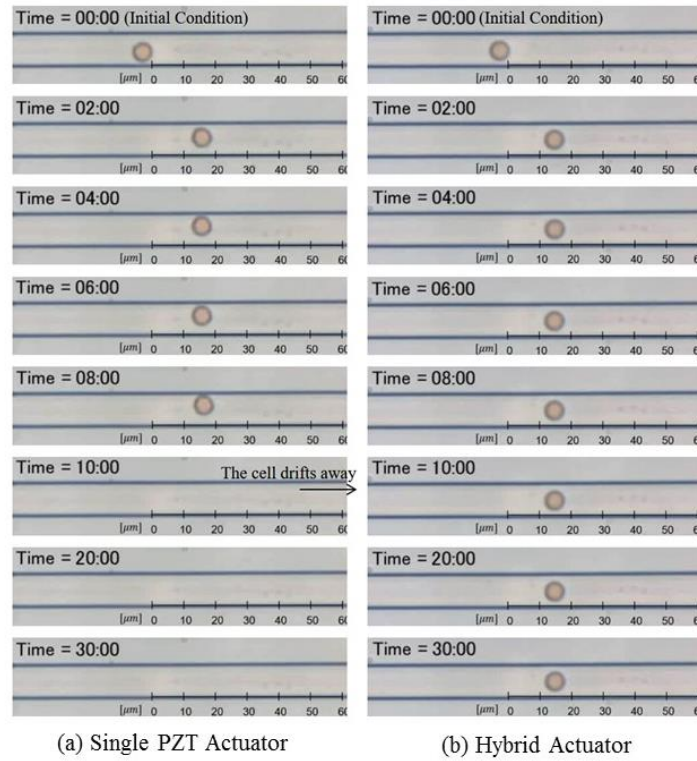 Time = 00:00 (Initial Condition)
[μm] 0 10 20 30 40 50 60
Time = 02:00
[μm] 0 10 20 30 40 50 60
Time = 04:00
[μm] 0 10 20 30 40 50 60
Time = 06:00
[μm] 0 10 20 30 40 50 60
Time = 08:00
[μm] 0 10 20 30 40 50 60
Time = 10:00
The cell drifts away
[μm] 0 10 20 30 40 50 60
Time = 20:00
[μm] 0 10 20 30 40 50 60
Time = 30:00
[μm] 0 10 20 30 40 50 60
(a) Single PZT Actuator
Time = 00:00 (Initial Condition)
[μm] 0 10 20 30 40 50 6
Time = 02:00
[μm] 0 10 20 30 40 50 6
Time = 04:00
[μm] 0 10 20 30 40 50 6
Time = 06:00
[μm] 0 10 20 30 40 50 6
Time = 08:00
[μm] 0 10 20 30 40 50 6
Time = 10:00
[μm] 0 10 20 30 40 50 6
Time = 20:00
[μm] 0 10 20 30 40 50 6
Time = 30:00
[μm] 0 10 20 30 40 50 6
(b) Hybrid Actuator